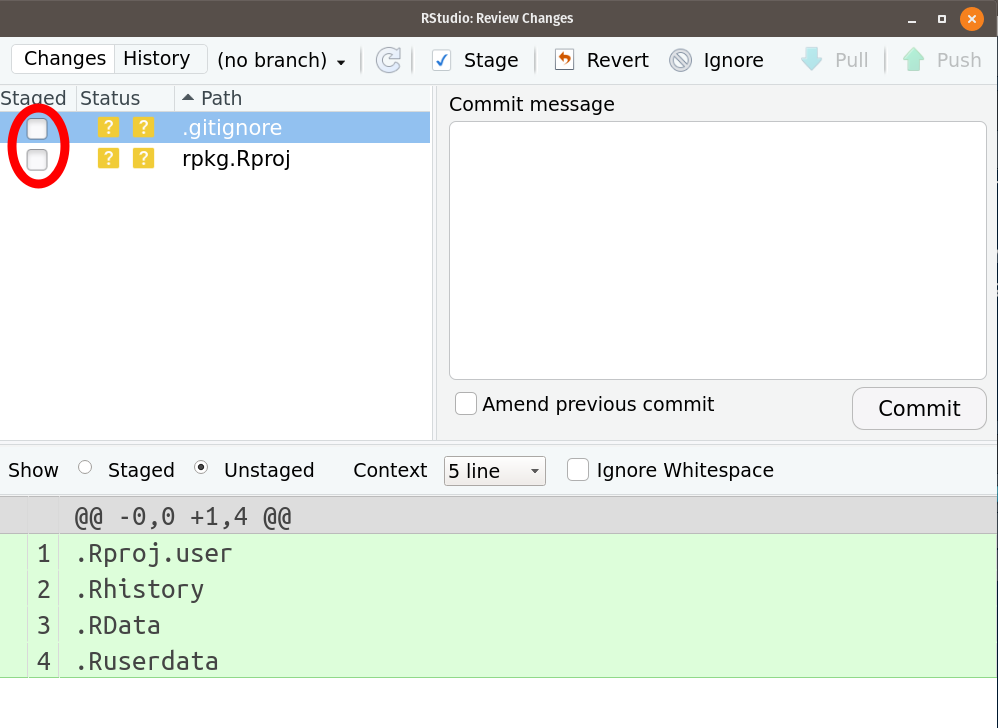 RStudio: Review Changes
Changes History (no branch) Stage Revert Ignore Pull Push
Staged Status Path
Commit message
? ? .gitignore
? ? rpkg.Rproj
Amend previous commit
Commit
Show Staged Unstaged Context 5 line Ignore Whitespace
@@ -0,0 +1,4 @@
1 .Rproj.user
2 .Rhistory
3 .RData
4 .Ruserdata